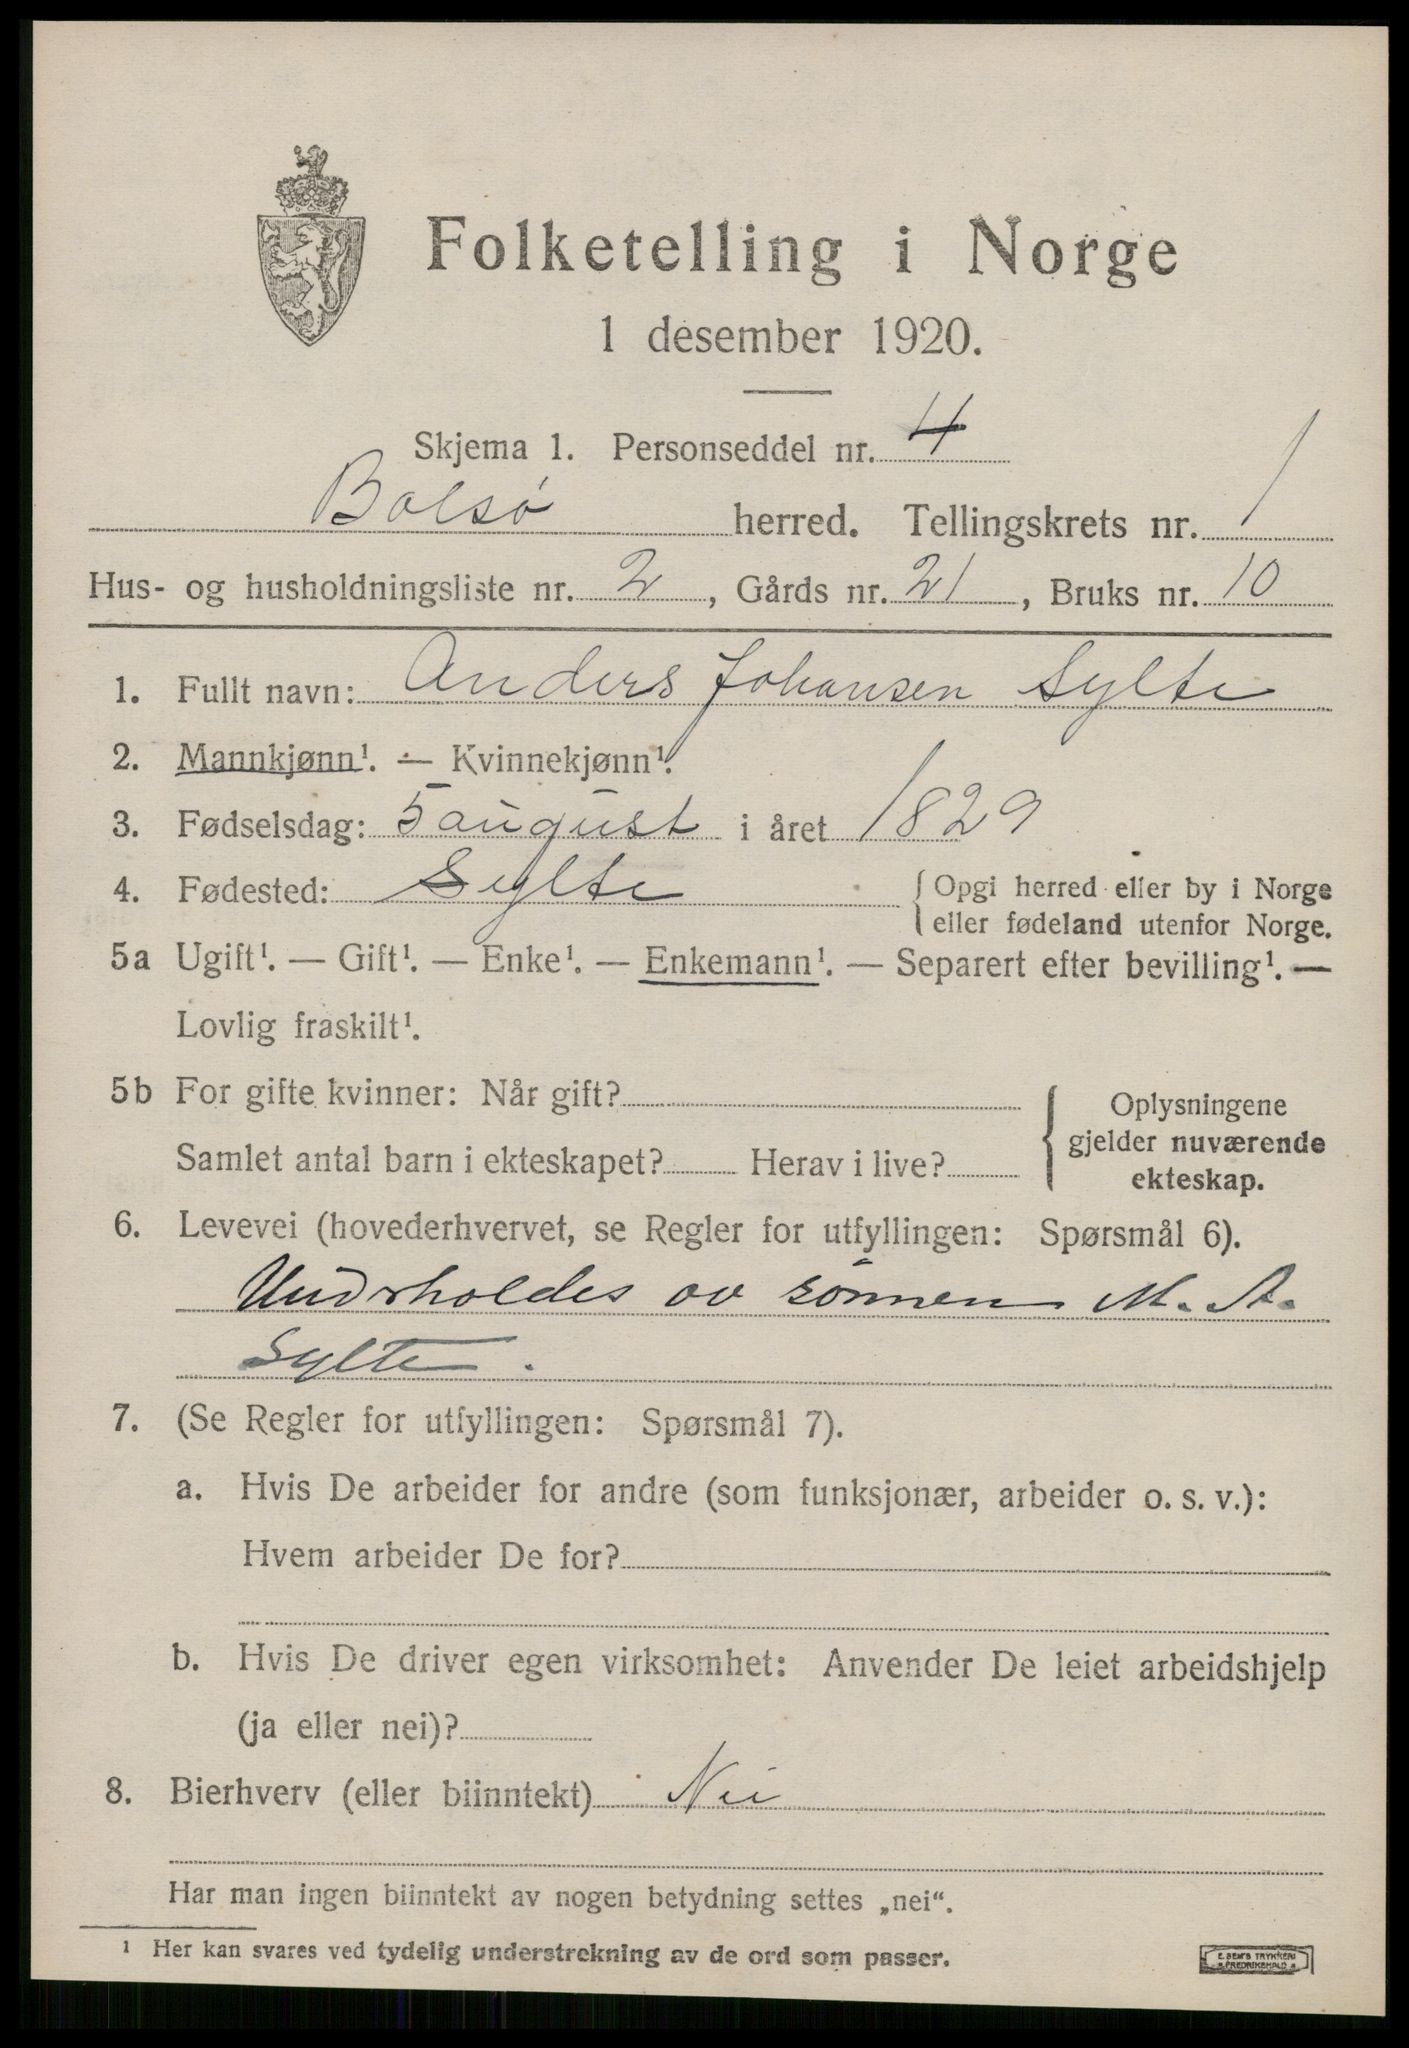 Folketelling i Norge
1 desember 1920.
Skjema 1. Personseddel nr. 4
Bolsø herred. Tellingskrets nr. 1
Hus- og husholdningsliste nr. 2, Gårds nr. 21, Bruks nr. 10
1. Fullt navn: Anders Johansen Sylte
2. Mannkjønn¹. — Kvinnekjønn¹.
3. Fødselsdag: 5 august i året 1829
4. Fødested: Sylte { Opgi herred eller by i Norge
eller fødeland utenfor Norge.
5a Ugift¹. — Gift¹. — Enke¹. — Enkemann¹. — Separert efter bevilling¹. —
Lovlig fraskilt¹.
5b For gifte kvinner: Når gift? { Oplysningene
gjelder nuværende
Samlet antal barn i ekteskapet? Herav i live?
ekteskap.
6. Levevei (hovederhvervet, se Regler for utfyllingen: Spørsmål 6).
Undrholdes av sønnen M. A.
Sylte.
7. (Se Regler for utfyllingen: Spørsmål 7).
a. Hvis De arbeider for andre (som funksjonær, arbeider o. s. v.):
Hvem arbeider De for?
b. Hvis De driver egen virksomhet: Anvender De leiet arbeidshjelp
(ja eller nei)?
8. Bierhverv (eller biinntekt) Nei
Har man ingen biinntekt av nogen betydning settes „nei“.
¹ Her kan svares ved tydelig understrekning av de ord som passer.
E. SEM'S TRYKKERI
FREDRIKSHALD